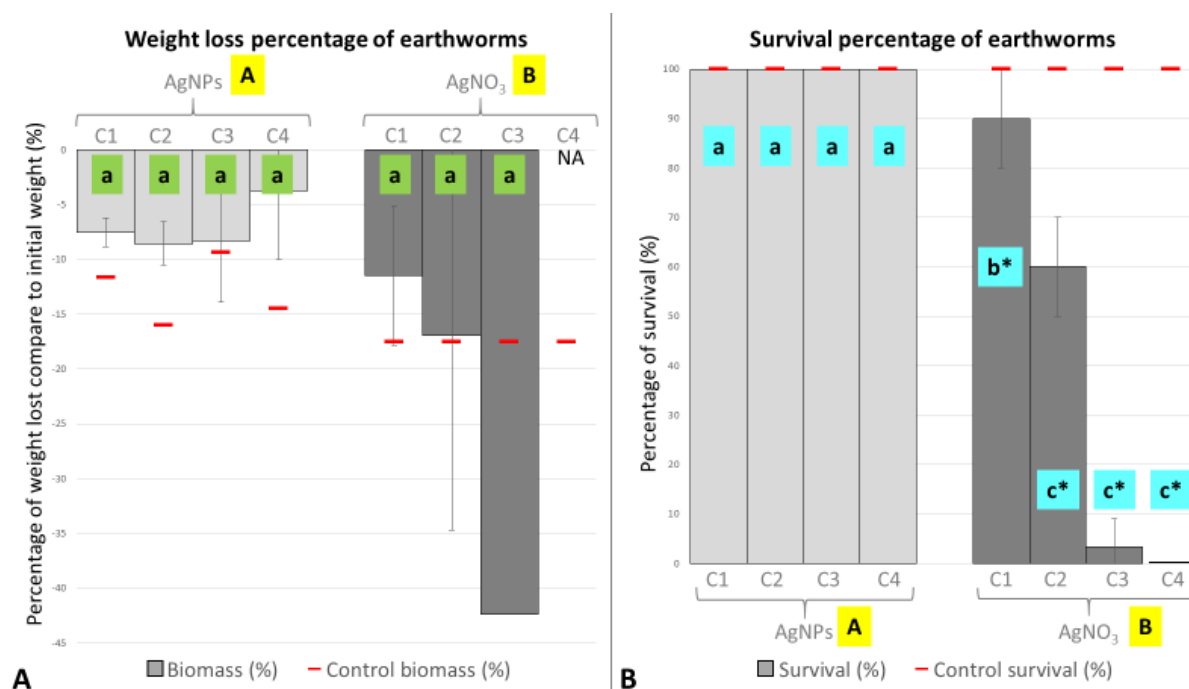 Weight loss percentage of earthworms
AgNPs A
AgNO₃ B
C1 C2 C3 C4
C1 C2 C3 C4
NA
a a a a
a a a
Percentage of weight lost compare to initial weight (%)
0
-5
-10
-15
-20
-25
-30
-35
-40
-45
Biomass (%) Control biomass (%)
A
Survival percentage of earthworms
Percentage of survival (%)
100
90
80
70
60
50
40
30
20
10
0
a a a a
b*
c* c* c*
C1 C2 C3 C4
C1 C2 C3 C4
AgNPs A
AgNO₃ B
Survival (%) Control survival (%)
B